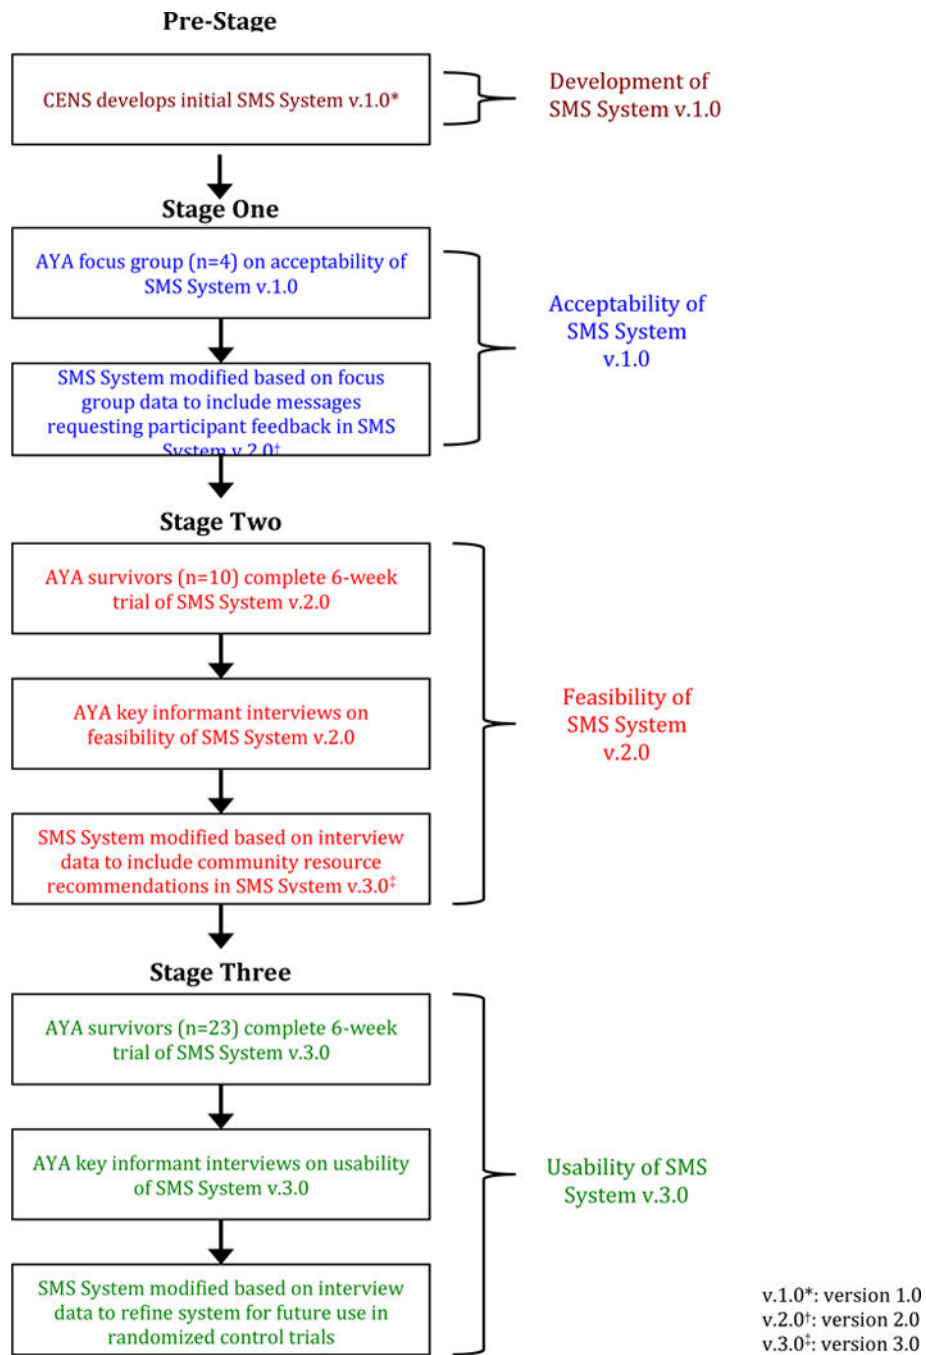 Pre-Stage
CENS develops initial SMS System v.1.0*
Development of
SMS System v.1.0
Stage One
AYA focus group (n=4) on acceptability of
SMS System v.1.0
SMS System modified based on focus
group data to include messages
requesting participant feedback in SMS
System v.2.0†
Acceptability of
SMS System
v.1.0
Stage Two
AYA survivors (n=10) complete 6-week
trial of SMS System v.2.0
AYA key informant interviews on
feasibility of SMS System v.2.0
SMS System modified based on interview
data to include community resource
recommendations in SMS System v.3.0‡
Feasibility of
SMS System
v.2.0
Stage Three
AYA survivors (n=23) complete 6-week
trial of SMS System v.3.0
AYA key informant interviews on usability
of SMS System v.3.0
SMS System modified based on interview
data to refine system for future use in
randomized control trials
Usability of SMS
System v.3.0
v.1.0*: version 1.0
v.2.0†: version 2.0
v.3.0‡: version 3.0